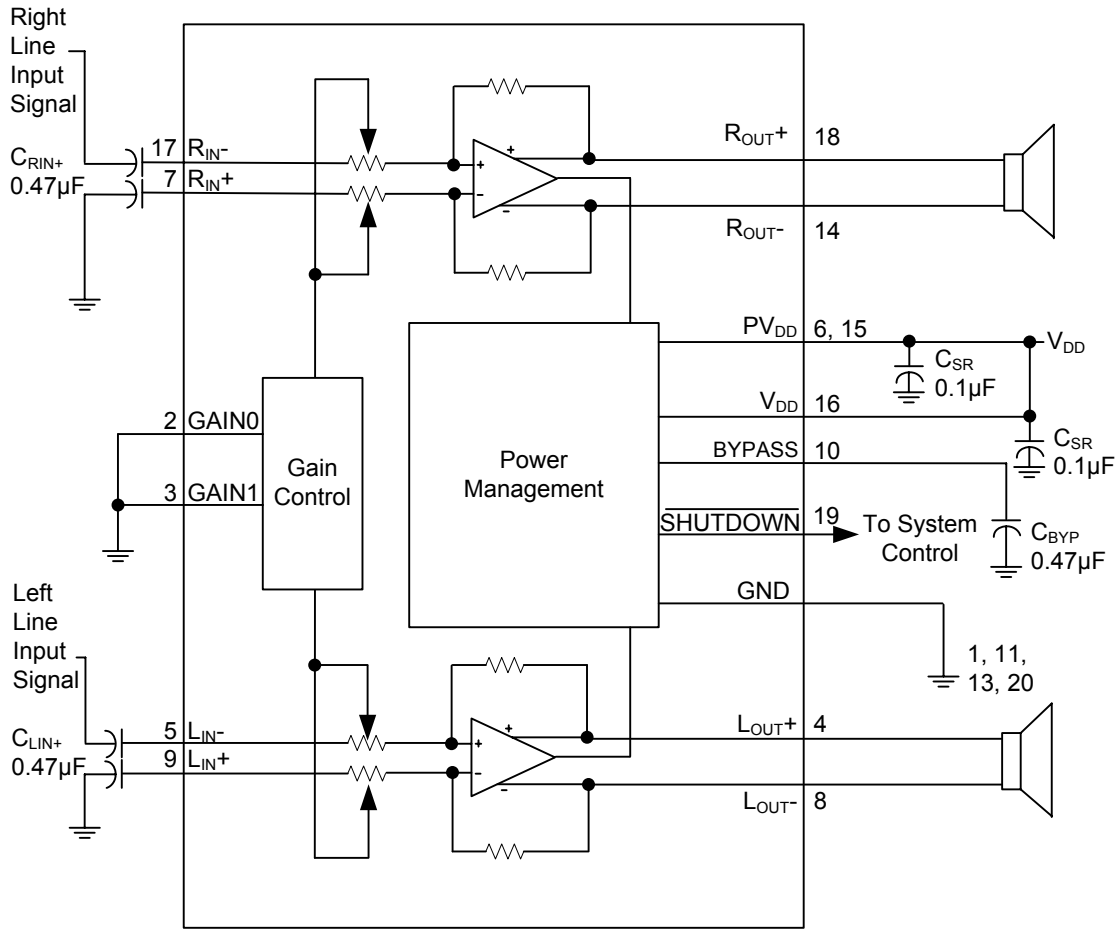 Right
Line
Input
Signal
CRIN+
0.47µF
17 RIN-
7 RIN+
+
-
+
-
ROUT+ 18
ROUT- 14
PVDD 6, 15
VDD
CSR
0.1µF
VDD 16
CSR
0.1µF
BYPASS 10
SHUTDOWN 19
To System
Control
CBYP
0.47µF
GND
1, 11,
13, 20
2 GAIN0
3 GAIN1
Gain
Control
Power
Management
Left
Line
Input
Signal
CLIN+
0.47µF
5 LIN-
9 LIN+
+
-
+
-
LOUT+ 4
LOUT- 8